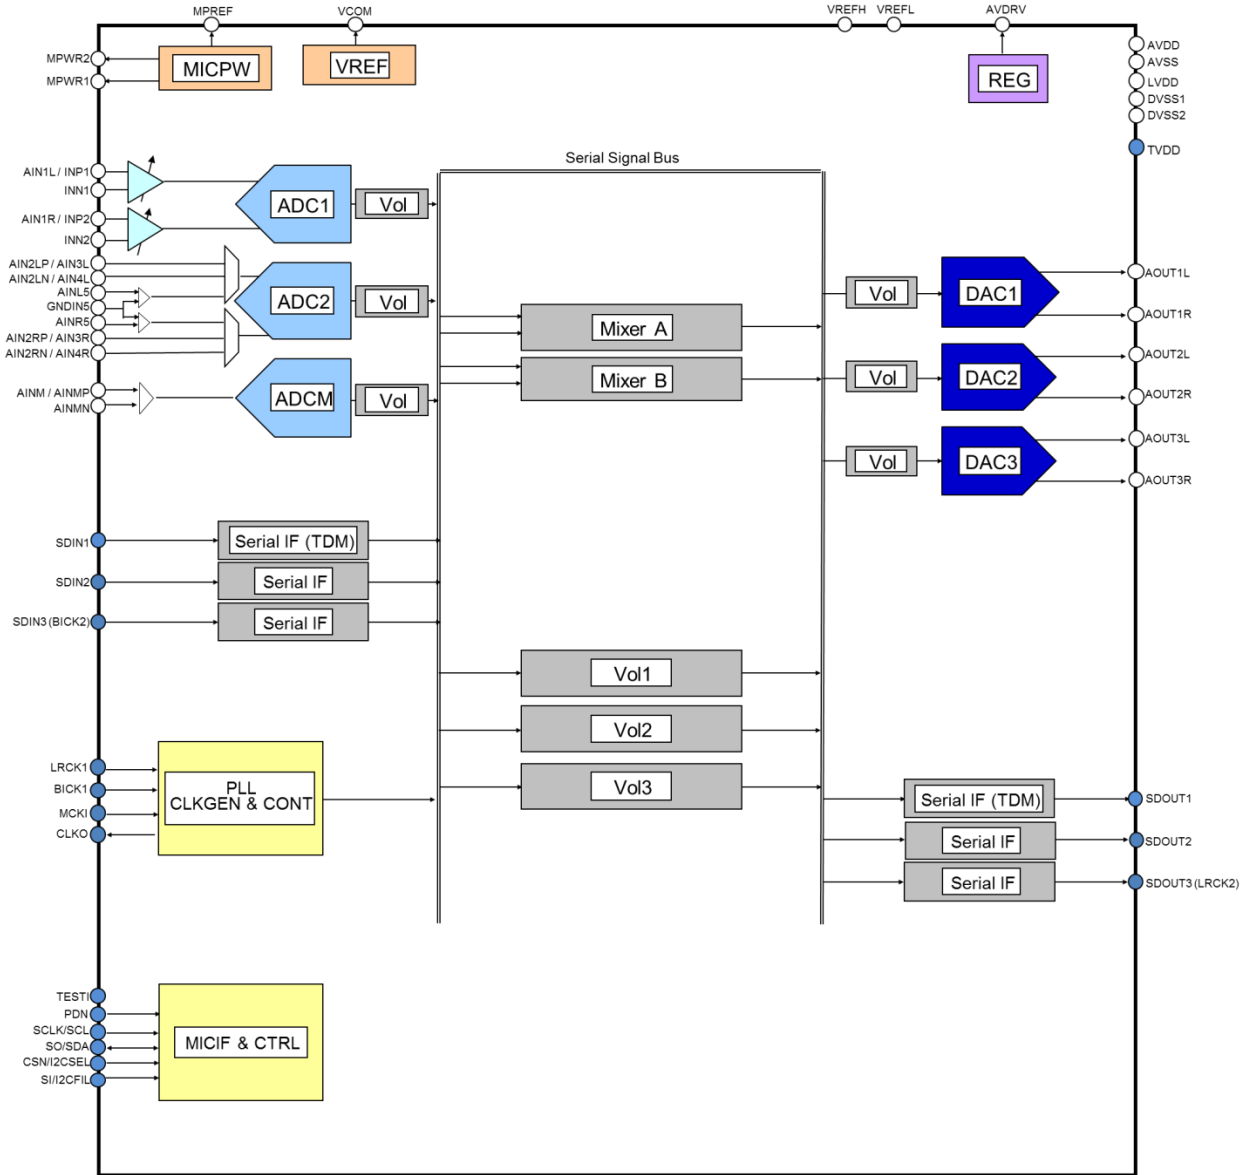 MPREF
VCOM
VREFH
VREFL
AVDRV
MPWR2
MPWR1
MICPW
VREF
REG
AVDD
AVSS
LVDD
DVSS1
DVSS2
TVDD
Serial Signal Bus
AIN1L / INP1
INN1
AIN1R / INP2
INN2
ADC1
Vol
AIN2LP / AIN3L
AIN2LN / AIN4L
AINL5
GNDIN5
AINR5
AIN2RP / AIN3R
AIN2RN / AIN4R
ADC2
Vol
AINM / AINMP
AINMN
ADCM
Vol
Mixer A
Mixer B
Vol
DAC1
AOUT1L
AOUT1R
Vol
DAC2
AOUT2L
AOUT2R
Vol
DAC3
AOUT3L
AOUT3R
SDIN1
Serial IF (TDM)
SDIN2
Serial IF
SDIN3 (BICK2)
Serial IF
Vol1
Vol2
Vol3
LRCK1
BICK1
MCKI
CLKO
PLL
CLKGEN & CONT
Serial IF (TDM)
SDOUT1
Serial IF
SDOUT2
Serial IF
SDOUT3 (LRCK2)
TESTI
PDN
SCLK/SCL
SO/SDA
CSN/I2CSEL
SI/I2CFIL
MICIF & CTRL